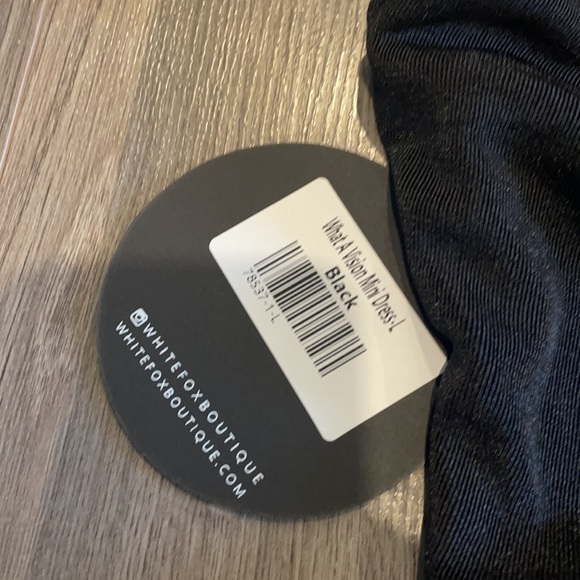 What A Vision Mini Dress-L
Black
78537-1-L
WHITEFOXBOUTIQUE
WHITEFOXBOUTIQUE.COM